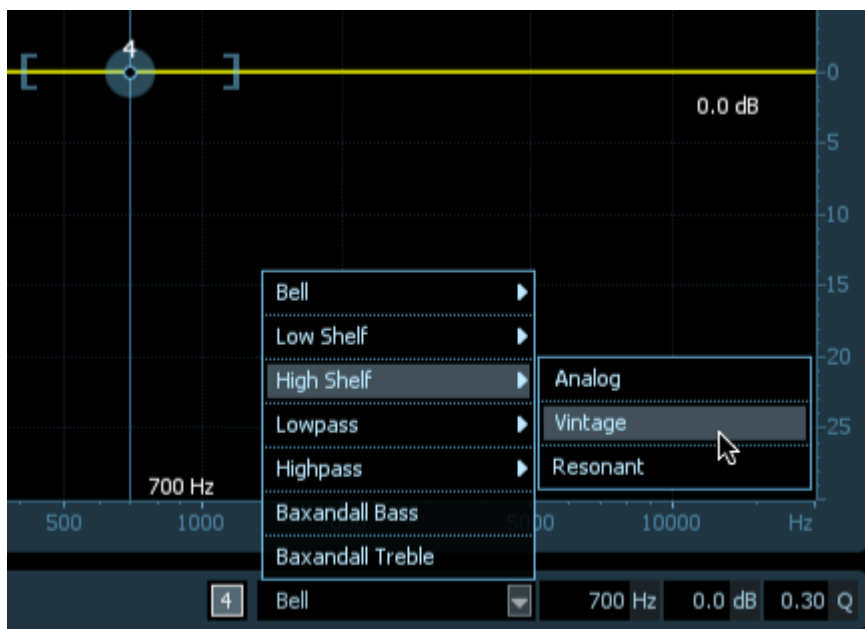 4
0
0.0 dB
-5
-10
Bell
-15
Low Shelf
-20
High Shelf
Analog
Lowpass
Vintage
-25
Highpass
Resonant
700 Hz
Baxandall Bass
500
1000
10000
Hz
Baxandall Treble
4
Bell
700 Hz
0.0 dB
0.30 Q